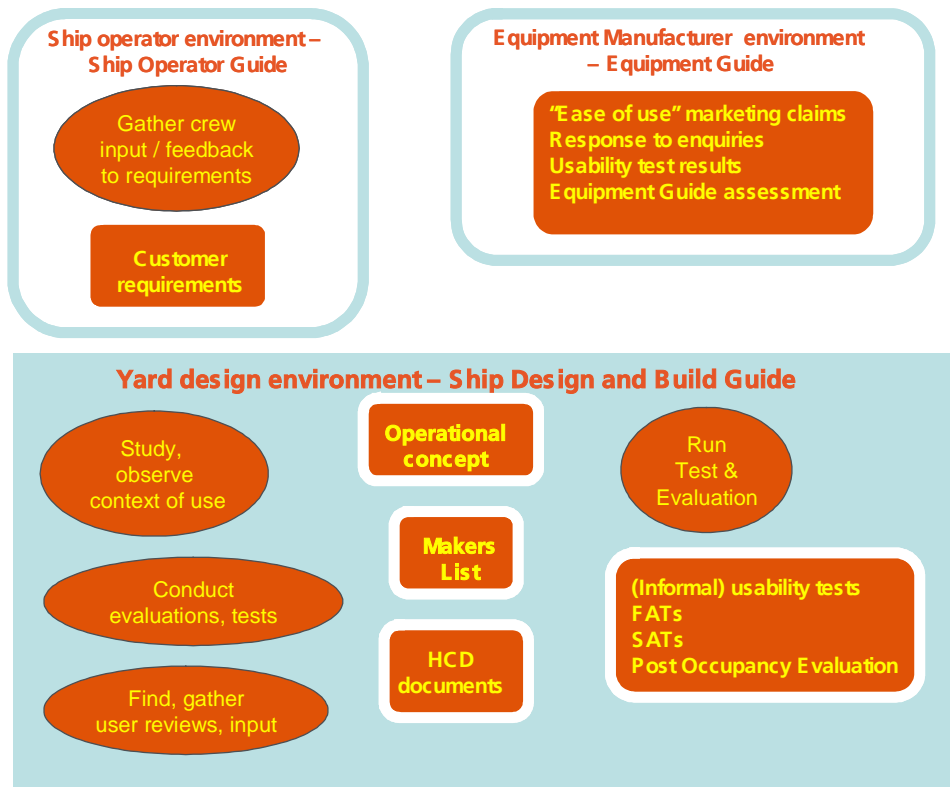 Ship operator environment –
Ship Operator Guide
Gather crew
input / feedback
to requirements
Customer
requirements
Equipment Manufacturer environment
– Equipment Guide
“Ease of use” marketing claims
Response to enquiries
Usability test results
Equipment Guide assessment
Yard design environment – Ship Design and Build Guide
Study,
observe
context of use
Conduct
evaluations, tests
Find, gather
user reviews, input
Operational
concept
Makers
List
HCD
documents
Run
Test &
Evaluation
(Informal) usability tests
FATs
SATs
Post Occupancy Evaluation